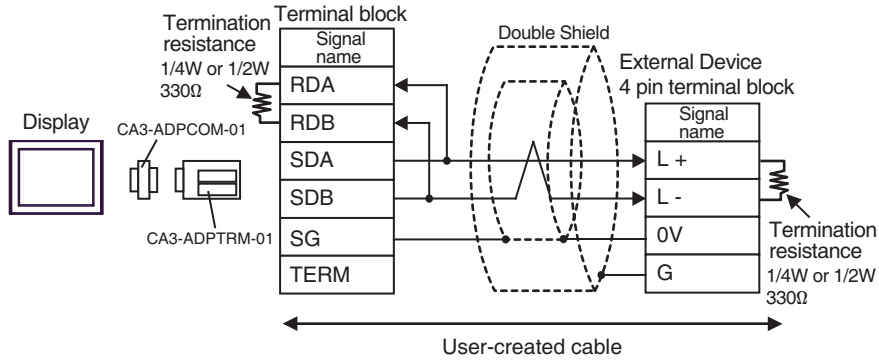 Termination
resistance
1/4W or 1/2W
330Ω
Terminal block
Signal
name
RDA
RDB
SDA
SDB
SG
TERM
Display
CA3-ADPCOM-01
CA3-ADPTRM-01
Double Shield
External Device
4 pin terminal block
Signal
name
L +
L -
0V
G
Termination
resistance
1/4W or 1/2W
330Ω
User-created cable